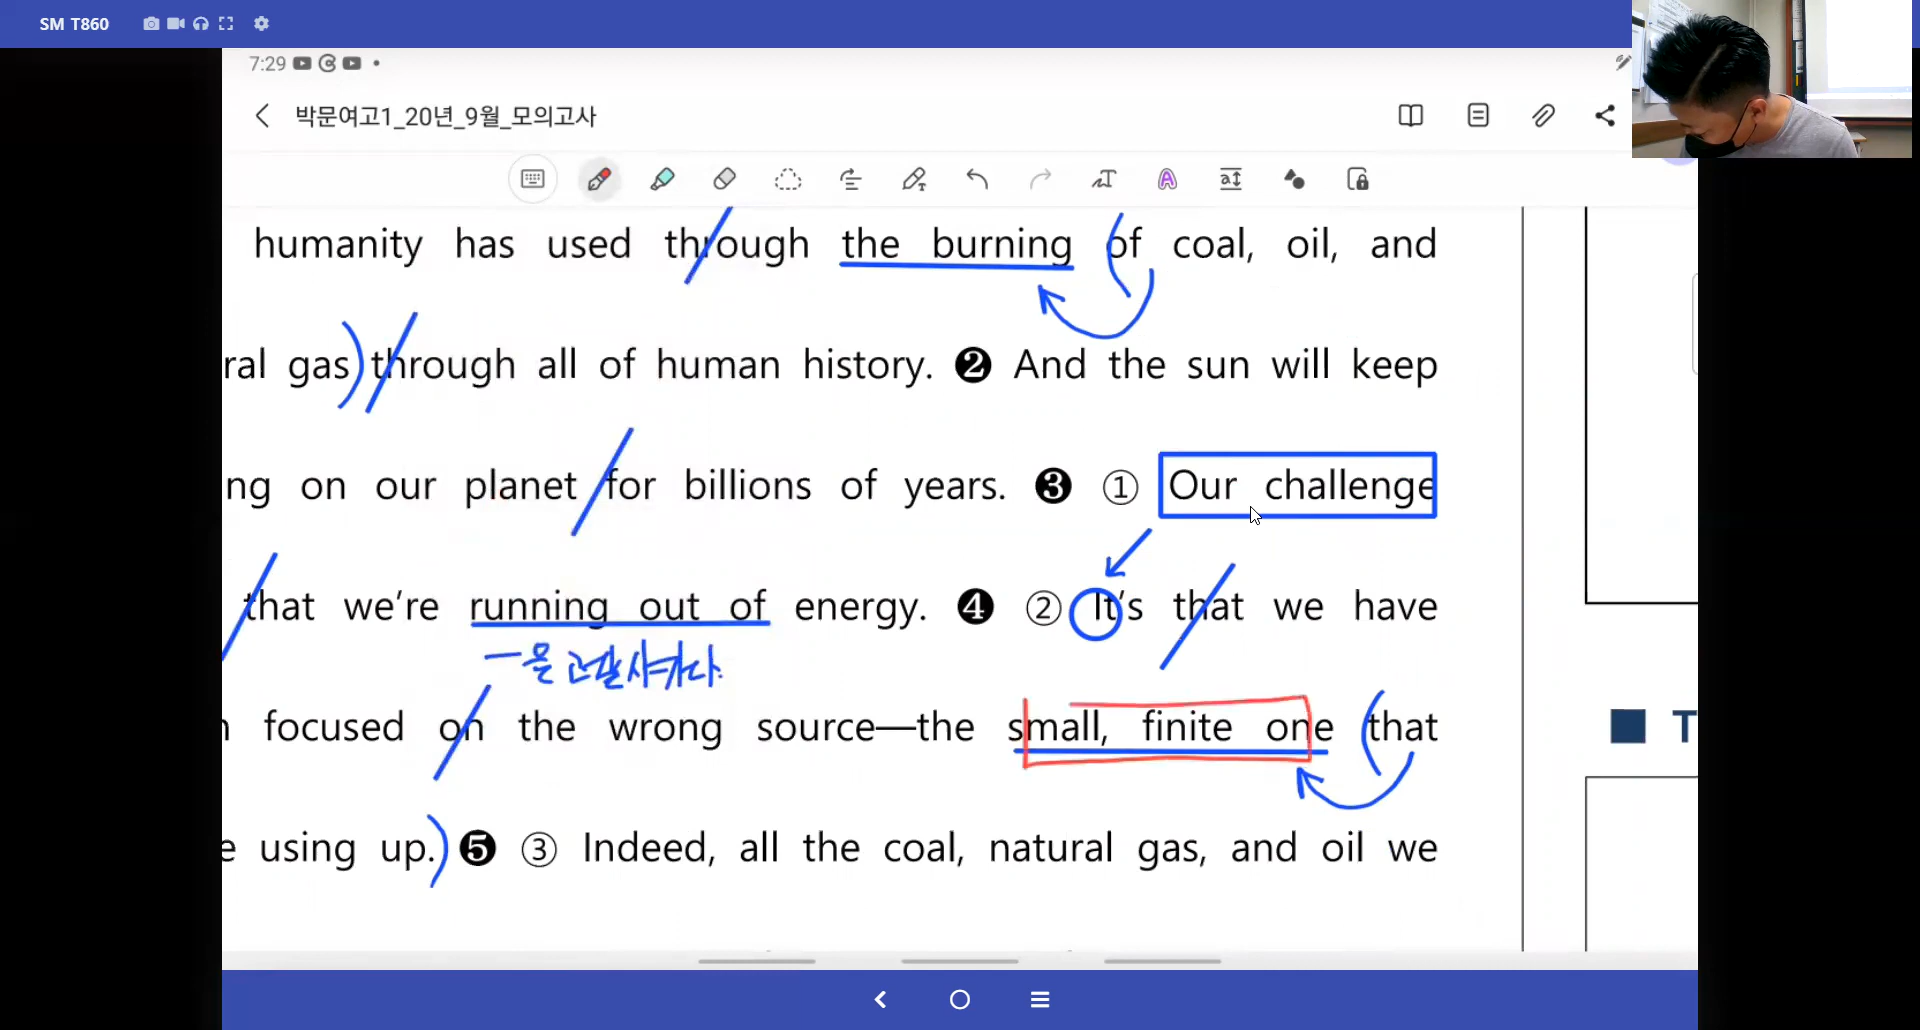 SM T860
7:29
박문여고1_20년_9월_모의고사
humanity has used through the burning of coal, oil, and
ral gas) through all of human history. ❷ And the sun will keep
ng on our planet for billions of years. ❸ ① Our challenge
that we're running out of energy. ❹ ② It's that we have
~을 고갈시키다.
focused on the wrong source—the small, finite one (that
e using up.) ❺ ③ Indeed, all the coal, natural gas, and oil we
■ T